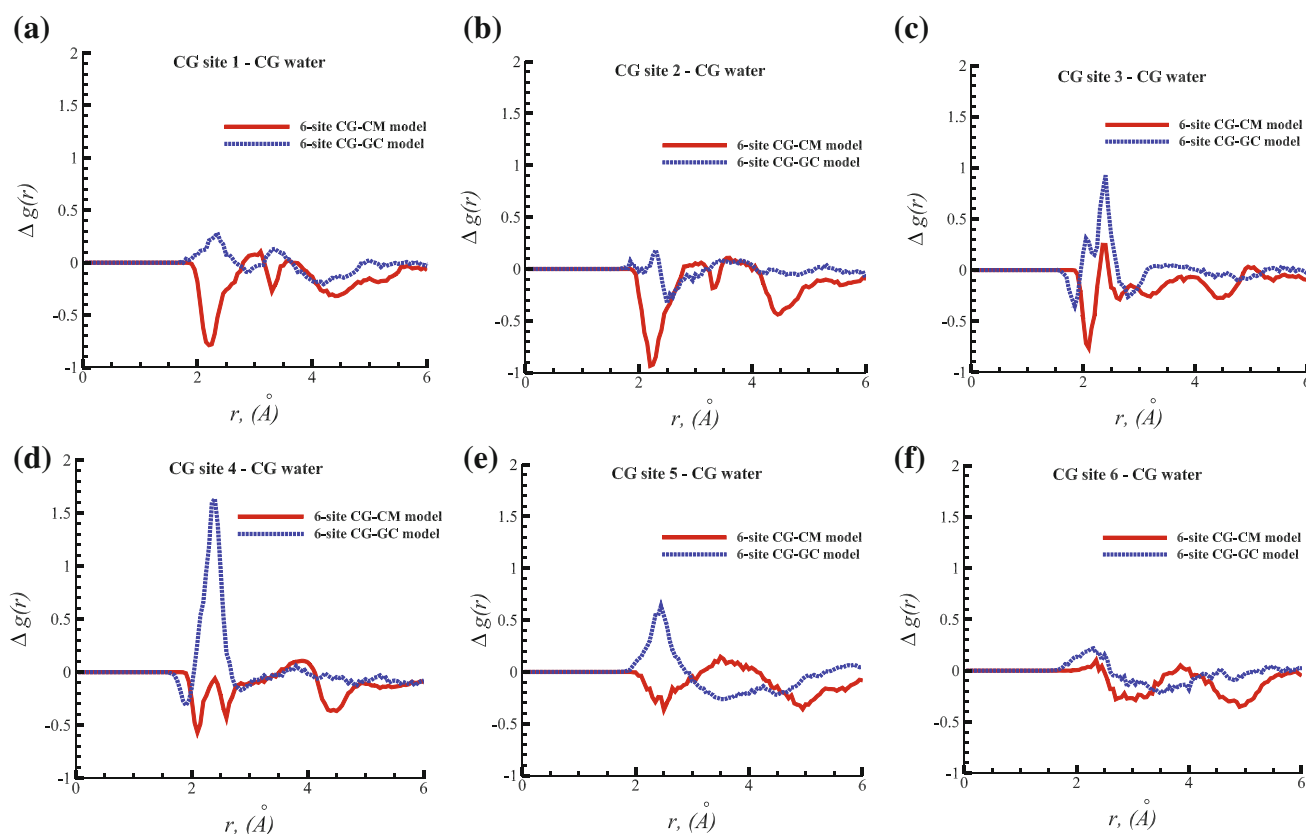 (a)
CG site 1 - CG water
6-site CG-CM model
6-site CG-GC model
2
1.5
1
0.5
0
-0.5
-1
Δ g(r)
0 2 4 6
r, (Å)
(b)
CG site 2 - CG water
6-site CG-CM model
6-site CG-GC model
2
1.5
1
0.5
0
-0.5
-1
Δ g(r)
0 2 4 6
r, (Å)
(c)
CG site 3 - CG water
6-site CG-CM model
6-site CG-GC model
2
1.5
1
0.5
0
-0.5
-1
Δ g(r)
0 2 4 6
r, (Å)
(d)
CG site 4 - CG water
6-site CG-CM model
6-site CG-GC model
2
1.5
1
0.5
0
-0.5
-1
Δ g(r)
0 2 4 6
r, (Å)
(e)
CG site 5 - CG water
6-site CG-CM model
6-site CG-GC model
2
1.5
1
0.5
0
-0.5
-1
Δ g(r)
0 2 4 6
r, (Å)
(f)
CG site 6 - CG water
6-site CG-CM model
6-site CG-GC model
2
1.5
1
0.5
0
-0.5
-1
Δ g(r)
0 2 4 6
r, (Å)